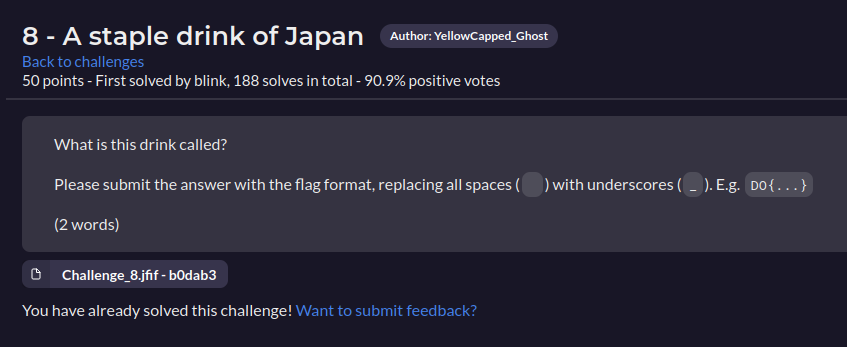 8 - A staple drink of Japan Author: YellowCapped_Ghost
Back to challenges
50 points - First solved by blink, 188 solves in total - 90.9% positive votes
What is this drink called?
Please submit the answer with the flag format, replacing all spaces ( ) with underscores ( _ ). E.g. DO{...}
(2 words)
Challenge_8.jfif - b0dab3
You have already solved this challenge! Want to submit feedback?